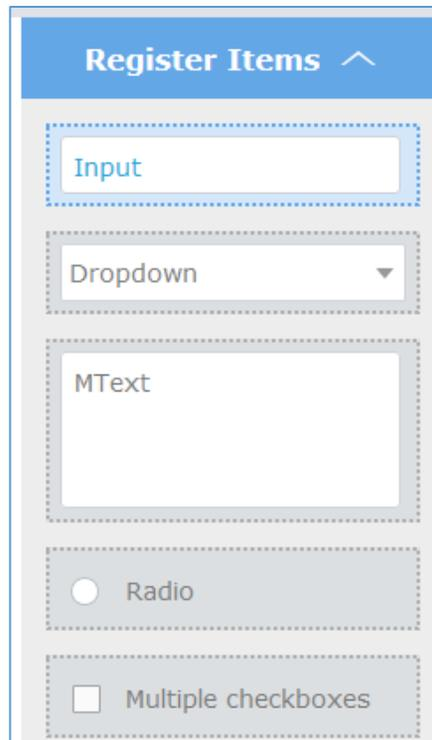 Register Items
Input
Dropdown
MText
Radio
Multiple checkboxes